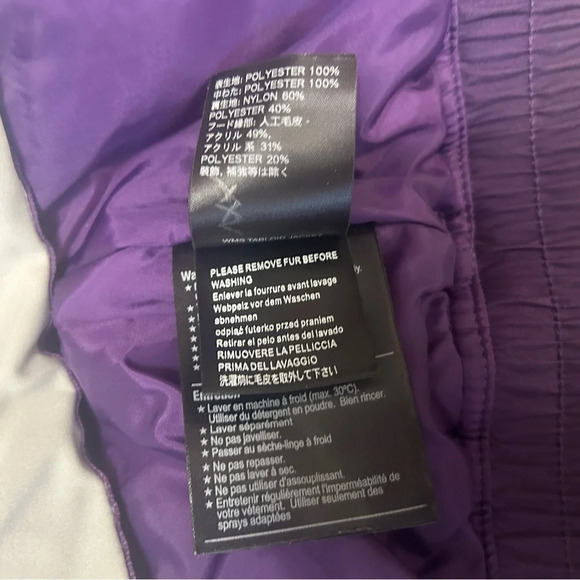 表生地: POLYESTER 100%
中わた: POLYESTER 100%
裏生地: NYLON 60%
POLYESTER 40%
フード縁部: 人工毛皮・
アクリル 49%,
アクリル 系 31%
POLYESTER 20%
装飾, 補強等は除く
WMS TABLOID JACKET
PLEASE REMOVE FUR BEFORE
WASHING
Enlever la fourrure avant lavage
Webpelz vor dem Waschen
abnehmen
odpiąć futerko przed praniem
Retirar el pelo antes del lavado
RIMUOVERE LA PELLICCIA
PRIMA DEL LAVAGGIO
洗濯前に毛皮を取外して下さい
Entretien
★ Laver en machine à froid (max. 30°C).
Utiliser du détergent en poudre. Bien rincer.
★ Laver séparément
★ Ne pas javelliser.
★ Passer au sèche-linge à froid
★ Ne pas repasser.
★ Ne pas laver à sec.
★ Ne pas utiliser d'assouplissant.
★ Entretenir régulièrement l'imperméabilité de
votre vêtement. Utiliser seulement des
sprays adaptées